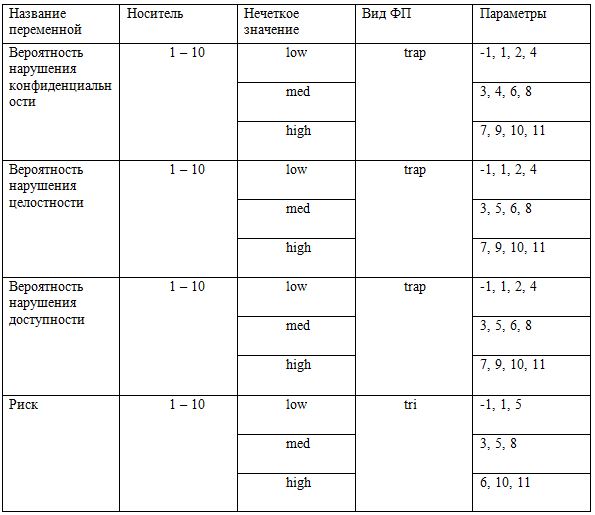 Название переменной
Носитель
Нечеткое значение
Вид ФП
Параметры
Вероятность
нарушения
конфиденциальн
ости
1 – 10
low
trap
-1, 1, 2, 4
med
3, 4, 6, 8
high
7, 9, 10, 11
Вероятность
нарушения
целостности
1 – 10
low
trap
-1, 1, 2, 4
med
3, 5, 6, 8
high
7, 9, 10, 11
Вероятность
нарушения
доступности
1 – 10
low
trap
-1, 1, 2, 4
med
3, 5, 6, 8
high
7, 9, 10, 11
Риск
1 – 10
low
tri
-1, 1, 5
med
3, 5, 8
high
6, 10, 11